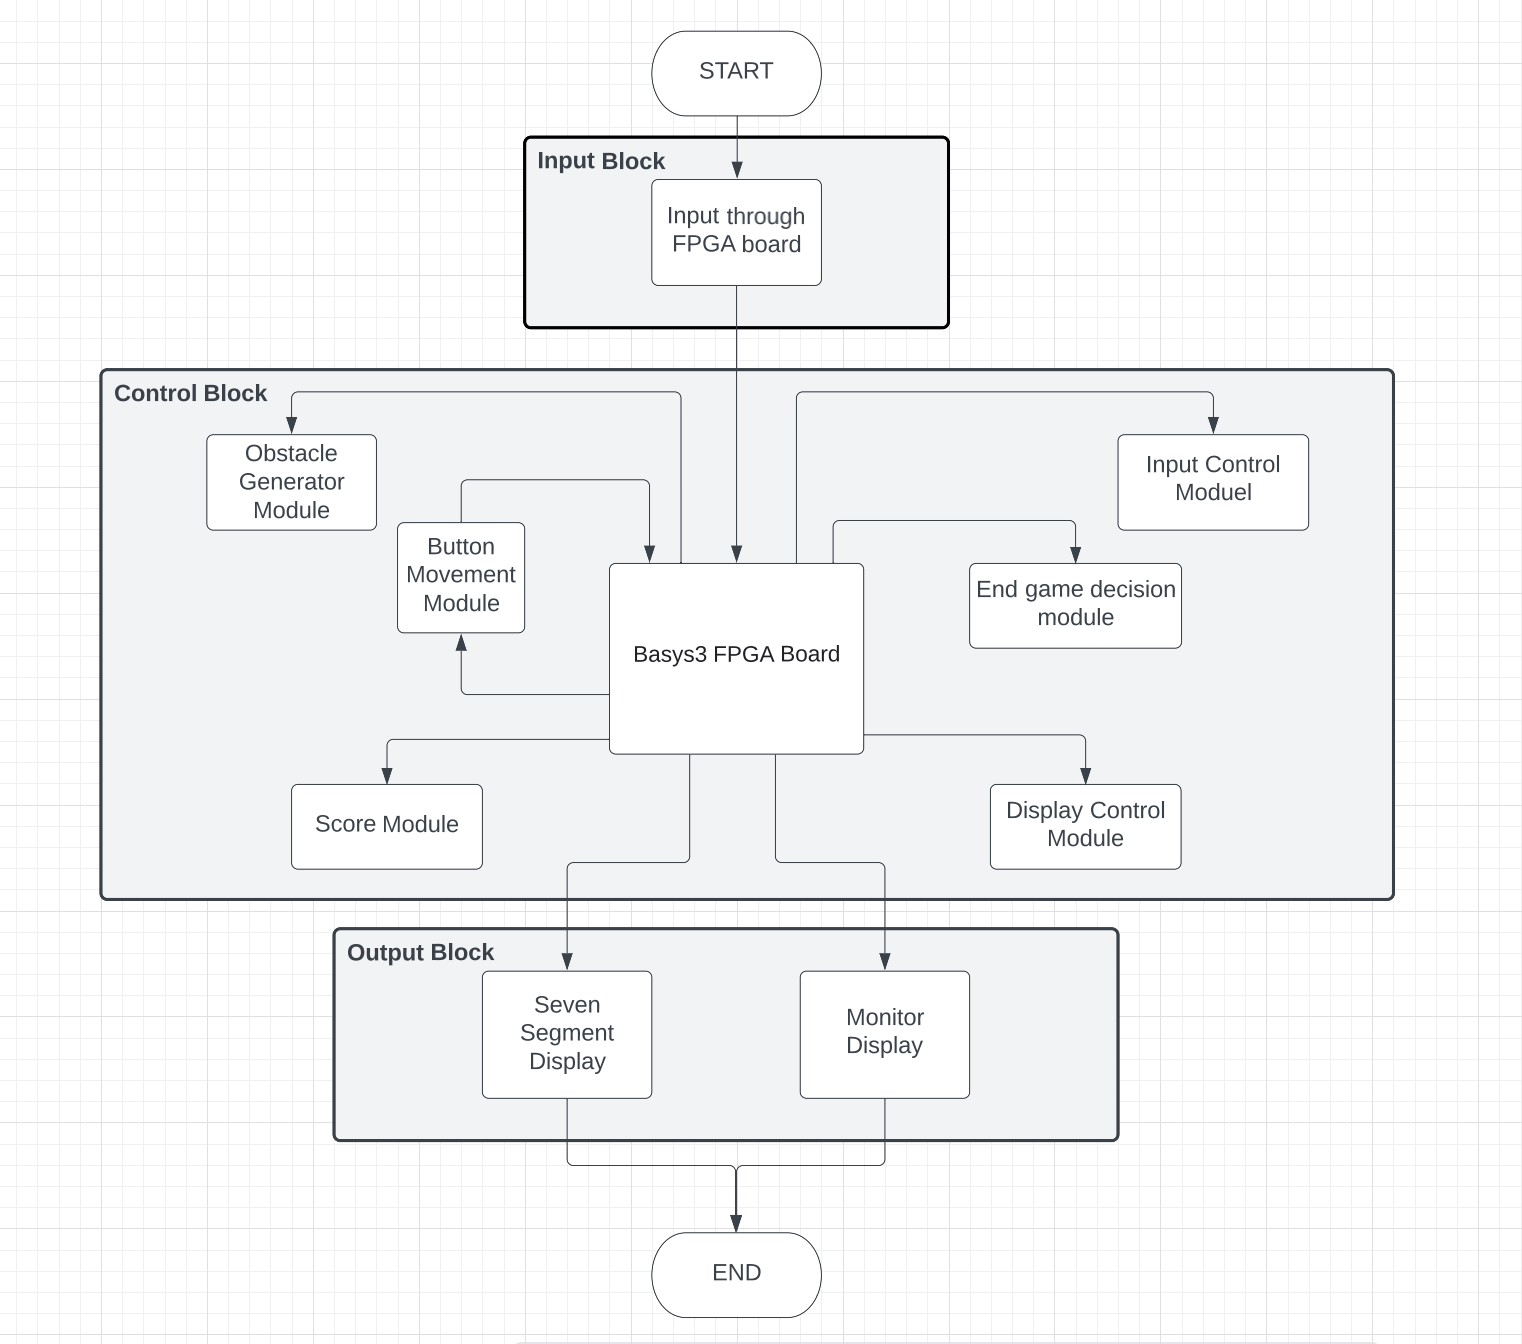 START
Input Block
Input through
FPGA board
Control Block
Obstacle
Generator
Module
Input Control
Moduel
Button
Movement
Module
End game decision
module
Basys3 FPGA Board
Score Module
Display Control
Module
Output Block
Seven
Segment
Display
Monitor
Display
END